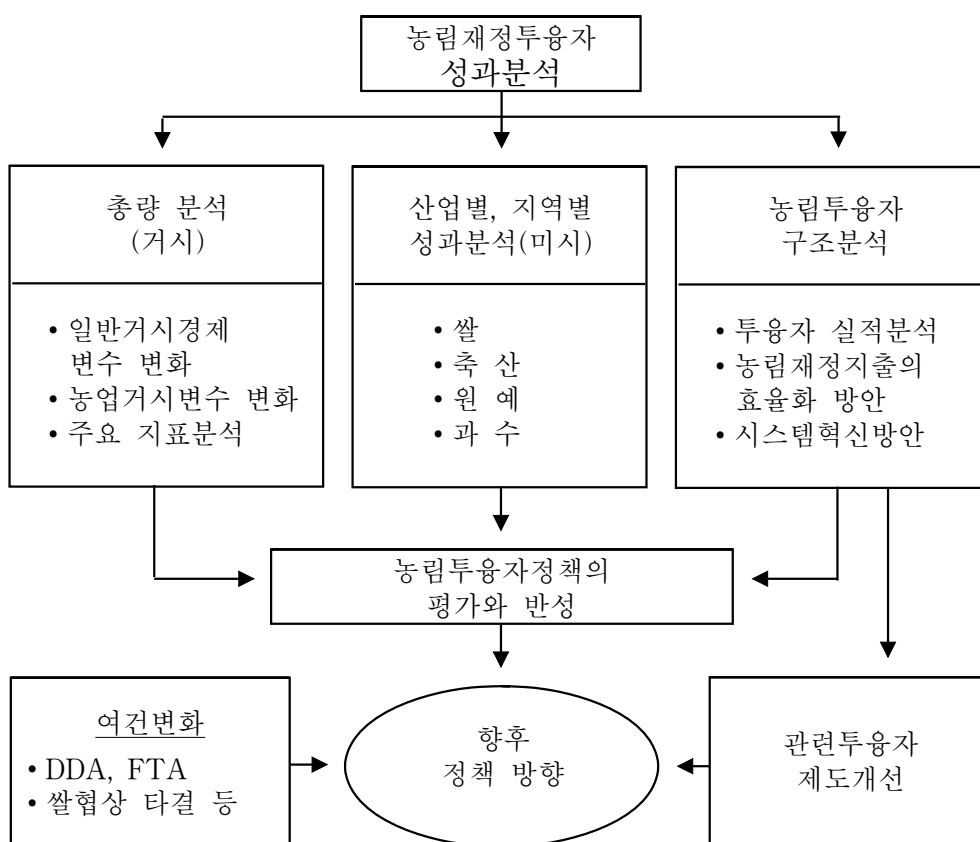 농림재정투융자
성과분석
총량 분석
(거시)
• 일반거시경제
변수 변화
• 농업거시변수 변화
• 주요 지표분석
산업별, 지역별
성과분석(미시)
• 쌀
• 축 산
• 원 예
• 과 수
농림투융자
구조분석
• 투융자 실적분석
• 농림재정지출의
효율화 방안
• 시스템혁신방안
농림투융자정책의
평가와 반성
여건변화
• DDA, FTA
• 쌀협상 타결 등
향후
정책 방향
관련투융자
제도개선